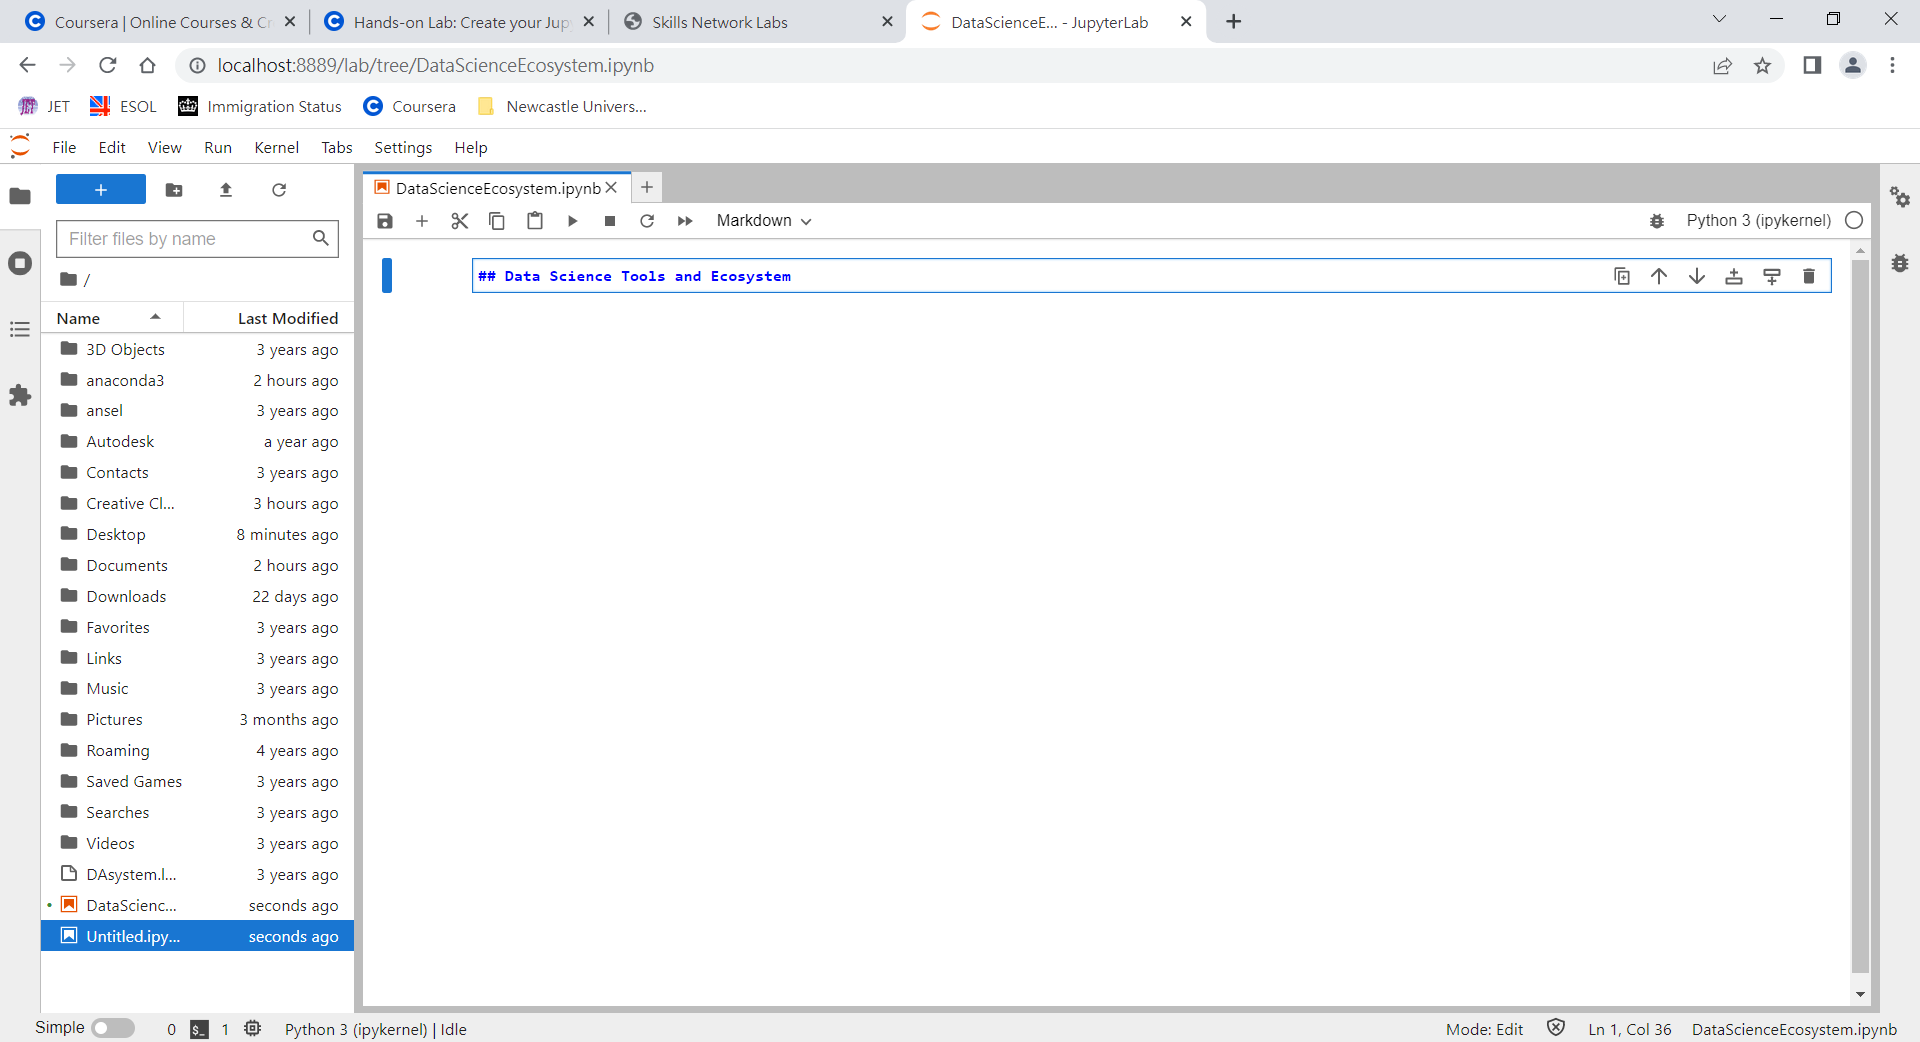 Coursera | Online Courses & Cr
Hands-on Lab: Create your Jup
Skills Network Labs
DataScienceE... - JupyterLab
localhost:8889/lab/tree/DataScienceEcosystem.ipynb
JET
ESOL
Immigration Status
Coursera
Newcastle Univers...
File Edit View Run Kernel Tabs Settings Help
DataScienceEcosystem.ipynb
Markdown
Python 3 (ipykernel)
Filter files by name
/
Name Last Modified
3D Objects 3 years ago
anaconda3 2 hours ago
ansel 3 years ago
Autodesk a year ago
Contacts 3 years ago
Creative Cl... 3 hours ago
Desktop 8 minutes ago
Documents 2 hours ago
Downloads 22 days ago
Favorites 3 years ago
Links 3 years ago
Music 3 years ago
Pictures 3 months ago
Roaming 4 years ago
Saved Games 3 years ago
Searches 3 years ago
Videos 3 years ago
DAsystem.l... 3 years ago
DataScienc... seconds ago
Untitled.ipy... seconds ago
## Data Science Tools and Ecosystem
Simple 0 $_ 1 Python 3 (ipykernel) | Idle
Mode: Edit Ln 1, Col 36 DataScienceEcosystem.ipynb